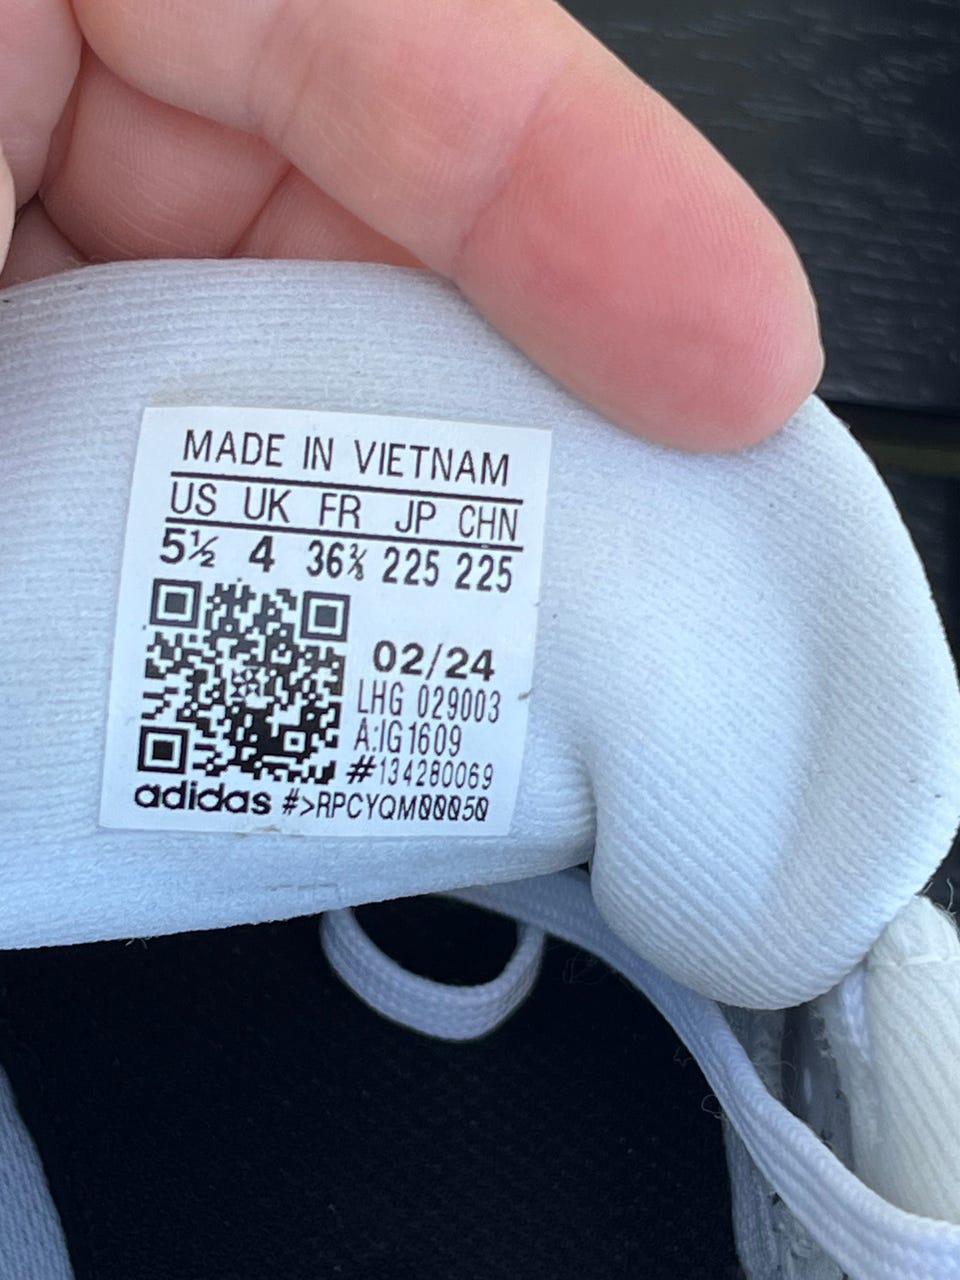 MADE IN VIETNAM
US UK FR JP CHN
5½ 4 36⅔ 225 225
02/24
LHG 029003
A:IG1609
#134280069
adidas #>RPCYQM00050